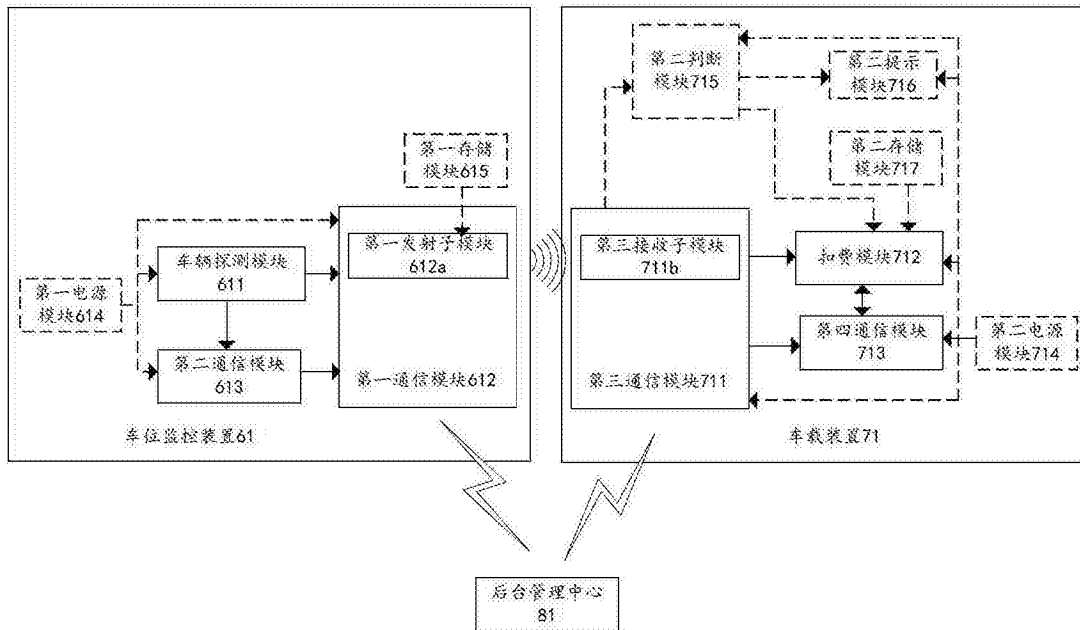 第一存储
模块615
第一发射子模块
612a
车辆探测模块
611
第一电源
模块614
第二通信模块
613
第一通信模块612
车位监控装置61
第二判断
模块715
第三提示
模块716
第二存储
模块717
第三接收子模块
711b
扣费模块712
第四通信模块
713
第二电源
模块714
第三通信模块711
车载装置71
后台管理中心
81